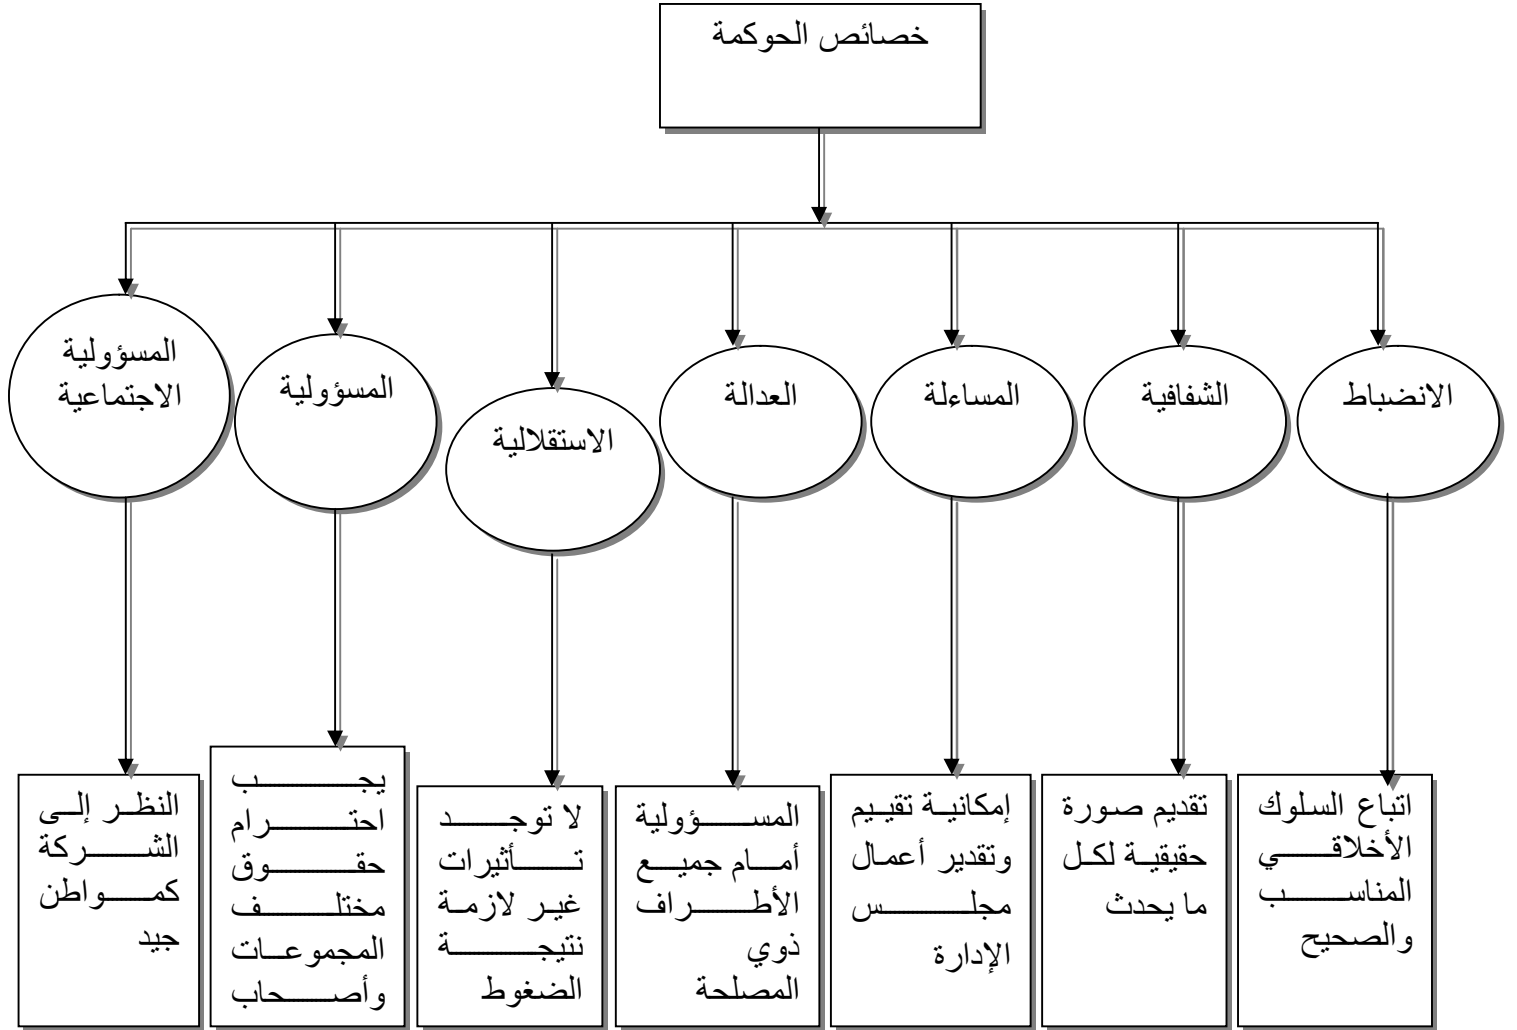 خصائص الحوكمة
الانضباط
الشفافية
المساءلة
العدالة
الاستقلالية
المسؤولية
المسؤولية
الاجتماعية
اتباع السلوك
الأخلاقي
المناسب
والصحيح
تقديم صورة
حقيقية لكل
ما يحدث
إمكانية تقييم
وتقدير أعمال
مجلس
الإدارة
المسؤولية
أمام جميع
الأطراف
ذوي
المصلحة
لا توجد
تأثيرات
غير لازمة
نتيجة
الضغوط
يجب
احترام
حقوق
مختلف
المجموعات
وأصحاب
النظر إلى
الشركة
كمواطن
جيد